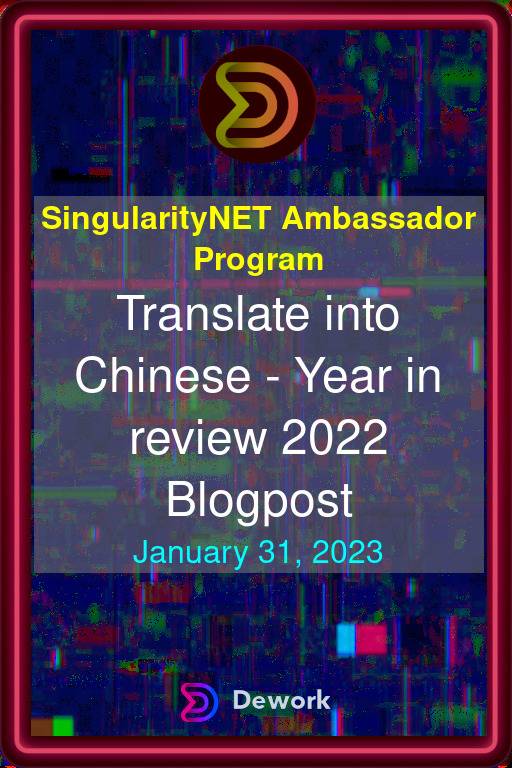 SingularityNET Ambassador
Program
Translate into
Chinese - Year in
review 2022
Blogpost
January 31, 2023
Dework